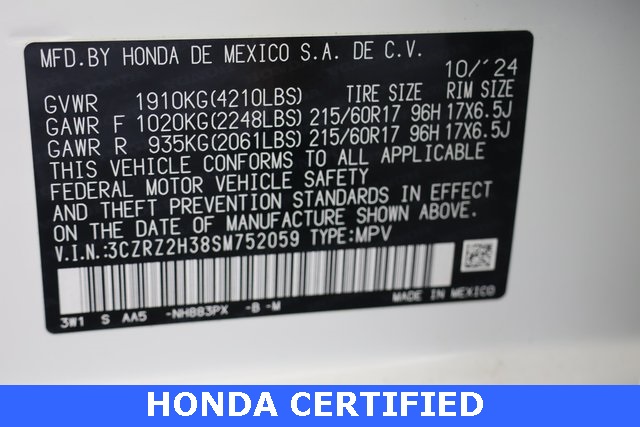 MFD.BY HONDA DE MEXICO S.A. DE C.V.
10/'24
GVWR 1910KG(4210LBS) TIRE SIZE RIM SIZE
GAWR F 1020KG(2248LBS) 215/60R17 96H 17X6.5J
GAWR R 935KG(2061LBS) 215/60R17 96H 17X6.5J
THIS VEHICLE CONFORMS TO ALL APPLICABLE
FEDERAL MOTOR VEHICLE SAFETY
AND THEFT PREVENTION STANDARDS IN EFFECT
ON THE DATE OF MANUFACTURE SHOWN ABOVE.
V.I.N.:3CZRZ2H38SM752059 TYPE:MPV
3W1 S AA5 -NH883PX -B -M MADE IN MEXICO
HONDA CERTIFIED